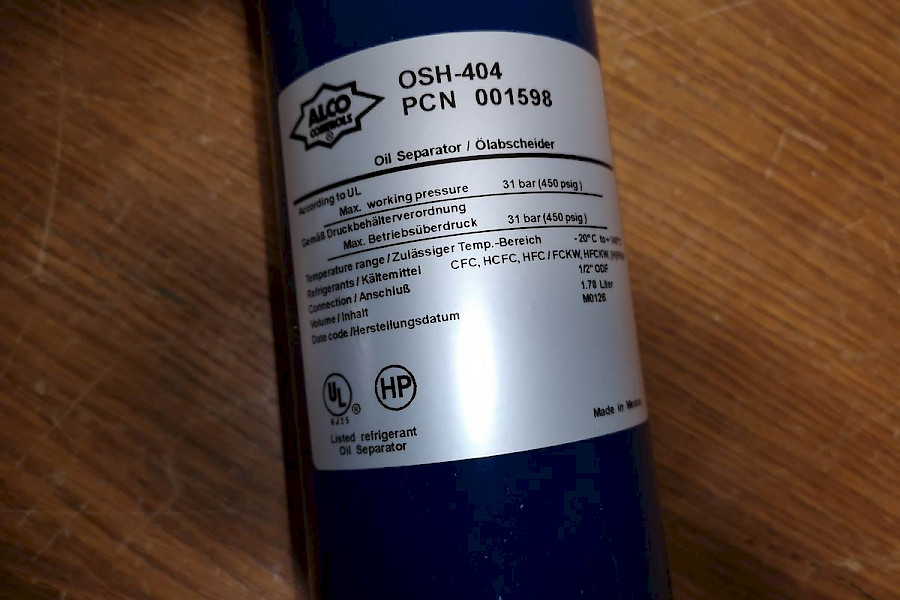 ALCO
CONTROLS
®
OSH-404
PCN 001598
Oil Separator / Ölabscheider
According to UL
Max. working pressure 31 bar (450 psig)
Gemäß Druckbehälterverordnung
Max. Betriebsüberdruck 31 bar (450 psig)
Temperature range / Zulässiger Temp.-Bereich -20°C to
Refrigerants / Kältemittel CFC, HCFC, HFC / FCKW, HFCKW,
Connection / Anschluß 1/2" ODF
Volume / Inhalt 1.78 Liter
Date code / Herstellungsdatum M0126
UL ®
HP
Listed refrigerant
Oil Separator
Made in